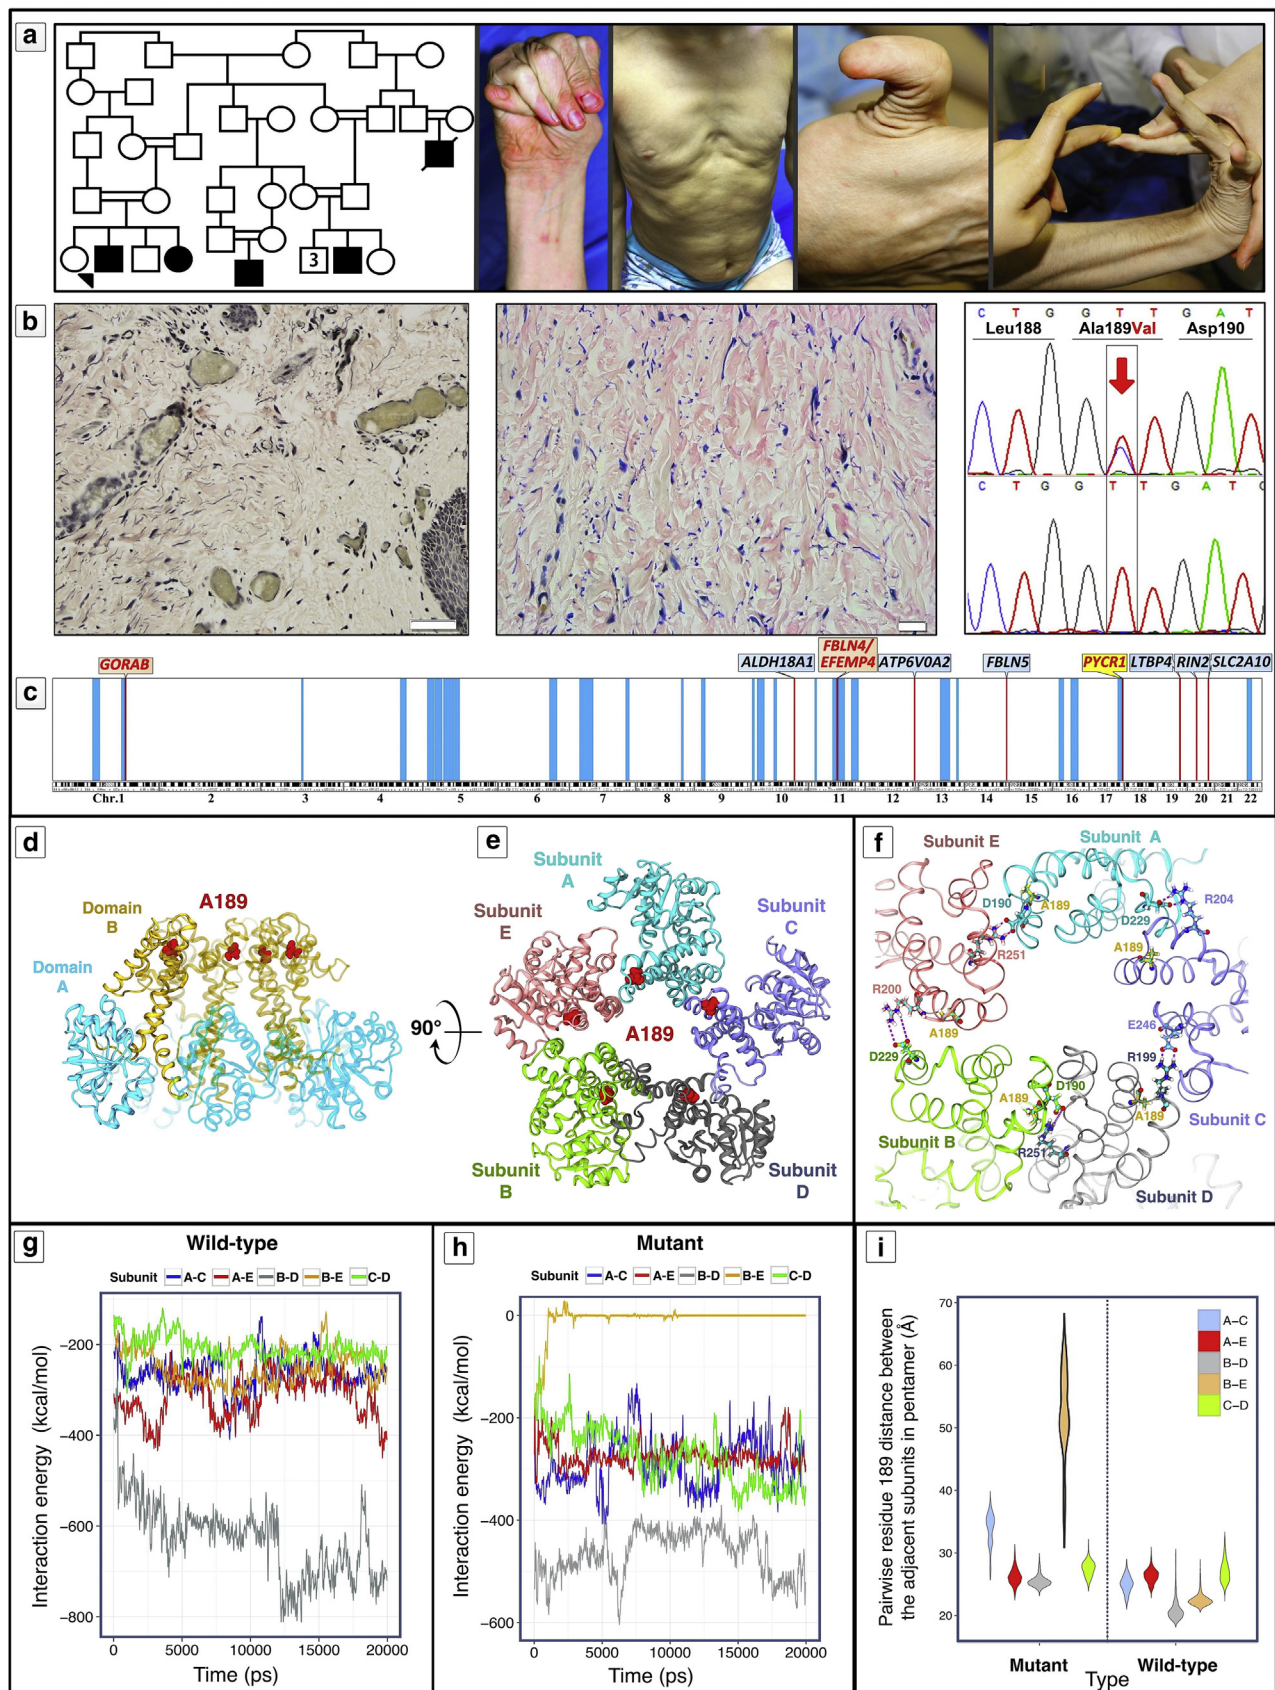 a
3
b
C T G G T T G A T
Leu188 Ala189Val Asp190
C T G G T T G A T
c
GORAB
ALDH18A1
FBLN4/
EFEMP4
ATP6V0A2
FBLN5
PYCR1
LTBP4
RIN2
SLC2A10
Chr.1 2 3 4 5 6 7 8 9 10 11 12 13 14 15 16 17 18 19 20 21 22
d
A189
Domain
B
Domain
A
90°
e
Subunit
A
Subunit
C
Subunit
E
A189
Subunit
B
Subunit
D
f
Subunit E
Subunit A
D190
A189
D229
R204
R251
A189
R200
A189
E246
D229
R199
D190
A189
A189
Subunit C
Subunit B
R251
Subunit D
g
Wild-type
Subunit A-C A-E B-D B-E C-D
Interaction energy (kcal/mol)
−200
−400
−600
−800
0 5000 10000 15000 20000
Time (ps)
h
Mutant
Subunit A-C A-E B-D B-E C-D
Interaction energy (kcal/mol)
0
−200
−400
−600
0 5000 10000 15000 20000
Time (ps)
i
Pairwise residue 189 distance between
the adjacent subunits in pentamer (Å)
70
60
50
40
30
20
A−C
A−E
B−D
B−E
C−D
Mutant Wild-type
Type